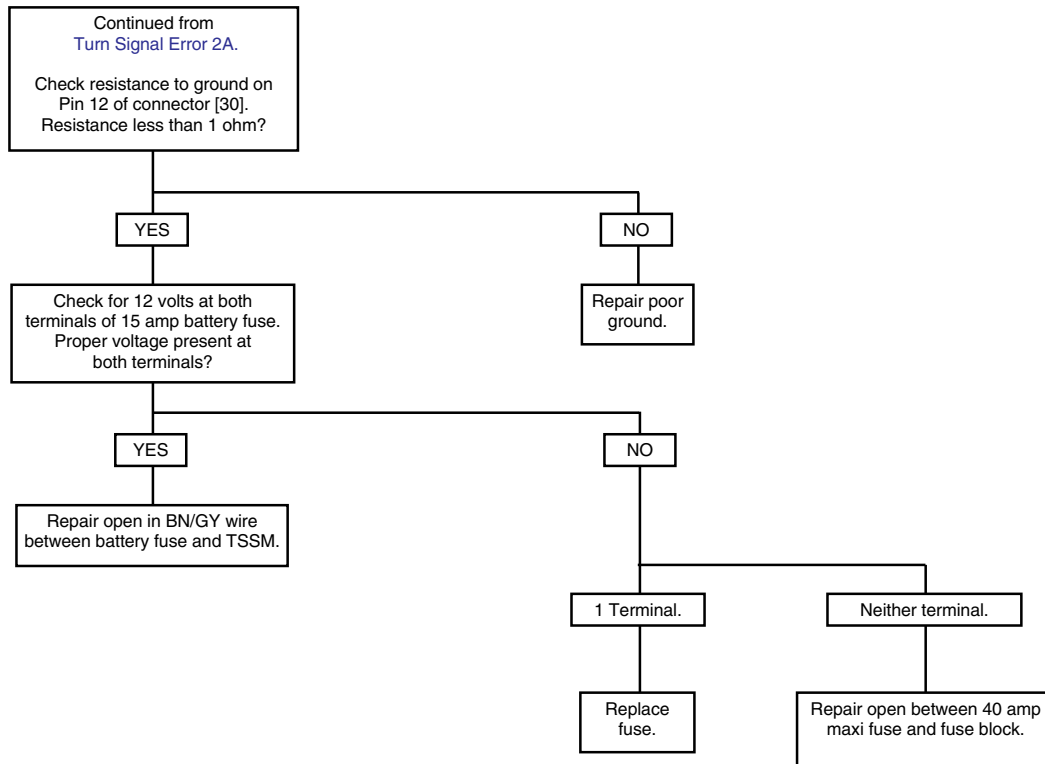 Continued from
Turn Signal Error 2A.
Check resistance to ground on
Pin 12 of connector [30].
Resistance less than 1 ohm?
YES
NO
Check for 12 volts at both
terminals of 15 amp battery fuse.
Proper voltage present at
both terminals?
Repair poor
ground.
YES
NO
Repair open in BN/GY wire
between battery fuse and TSSM.
1 Terminal.
Neither terminal.
Replace
fuse.
Repair open between 40 amp
maxi fuse and fuse block.